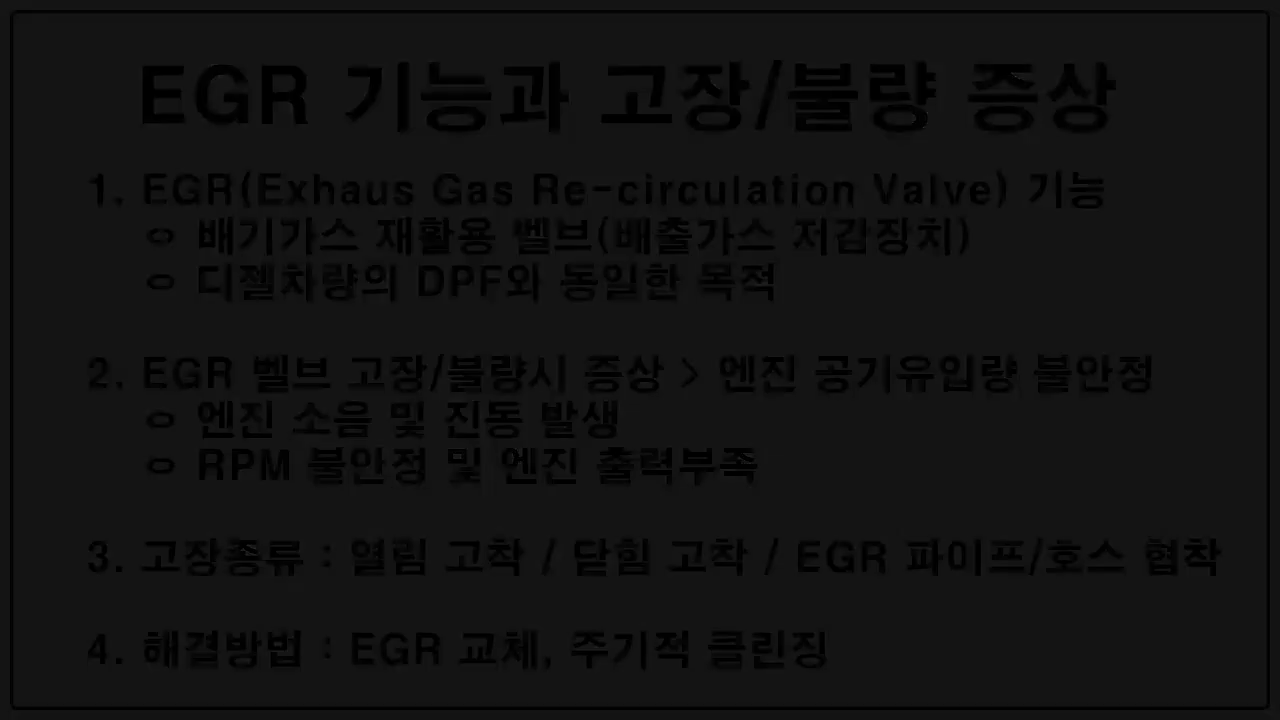 EGR 기능과 고장/불량 증상
1. EGR(Exhaus Gas Re-circulation Valve) 기능
ㅇ 배기가스 재활용 벨브(배출가스 저감장치)
ㅇ 디젤차량의 DPF와 동일한 목적
2. EGR 벨브 고장/불량시 증상 > 엔진 공기유입량 불안정
ㅇ 엔진 소음 및 진동 발생
ㅇ RPM 불안정 및 엔진 출력부족
3. 고장종류 : 열림 고착 / 닫힘 고착 / EGR 파이프/호스 협착
4. 해결방법 : EGR 교체, 주기적 클린징